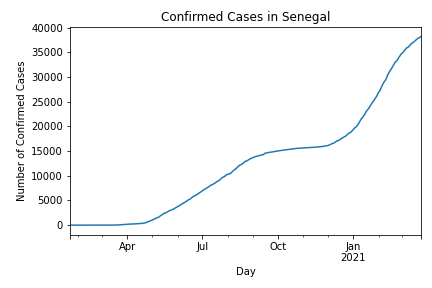 Confirmed Cases in Senegal
Number of Confirmed Cases
40000
35000
30000
25000
20000
15000
10000
5000
0
Apr
Jul
Oct
Jan
2021
Day